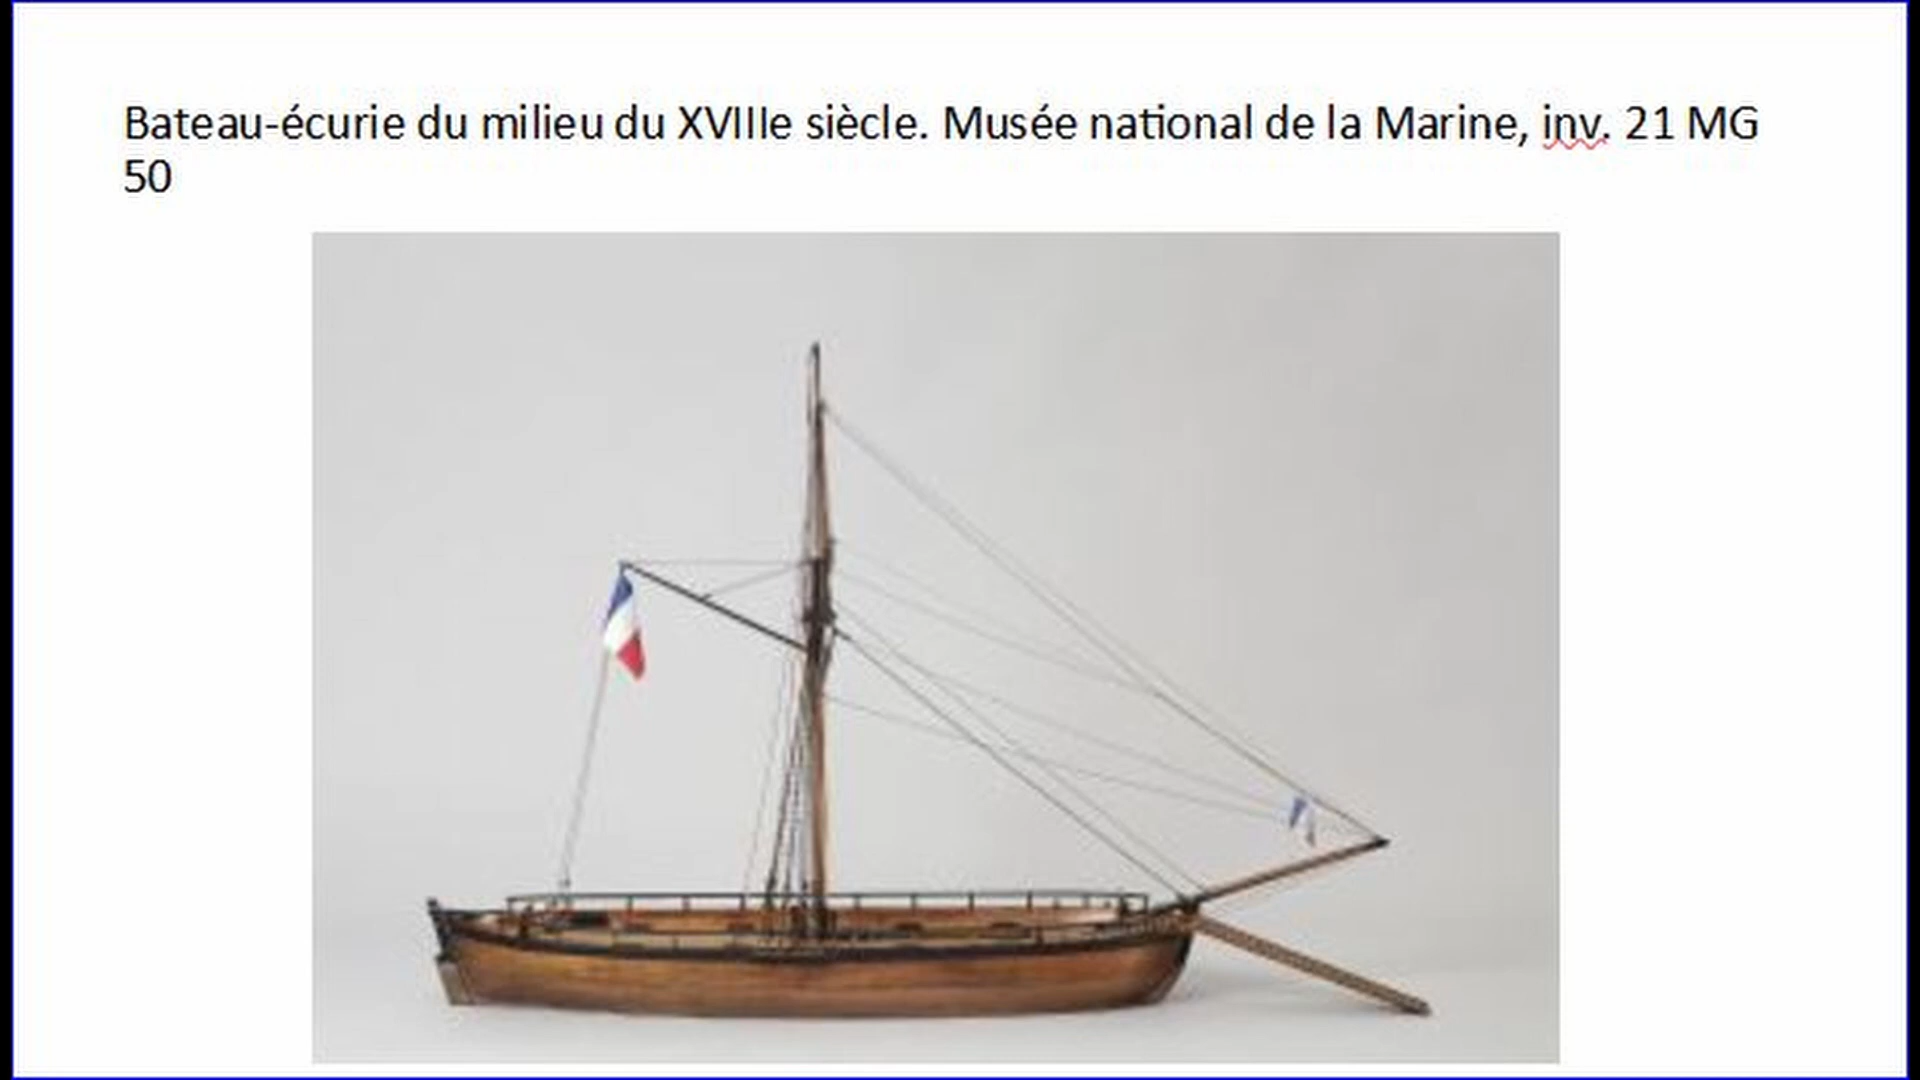 Bateau-écurie du milieu du XVIIIe siècle. Musée national de la Marine, inv. 21 MG
50